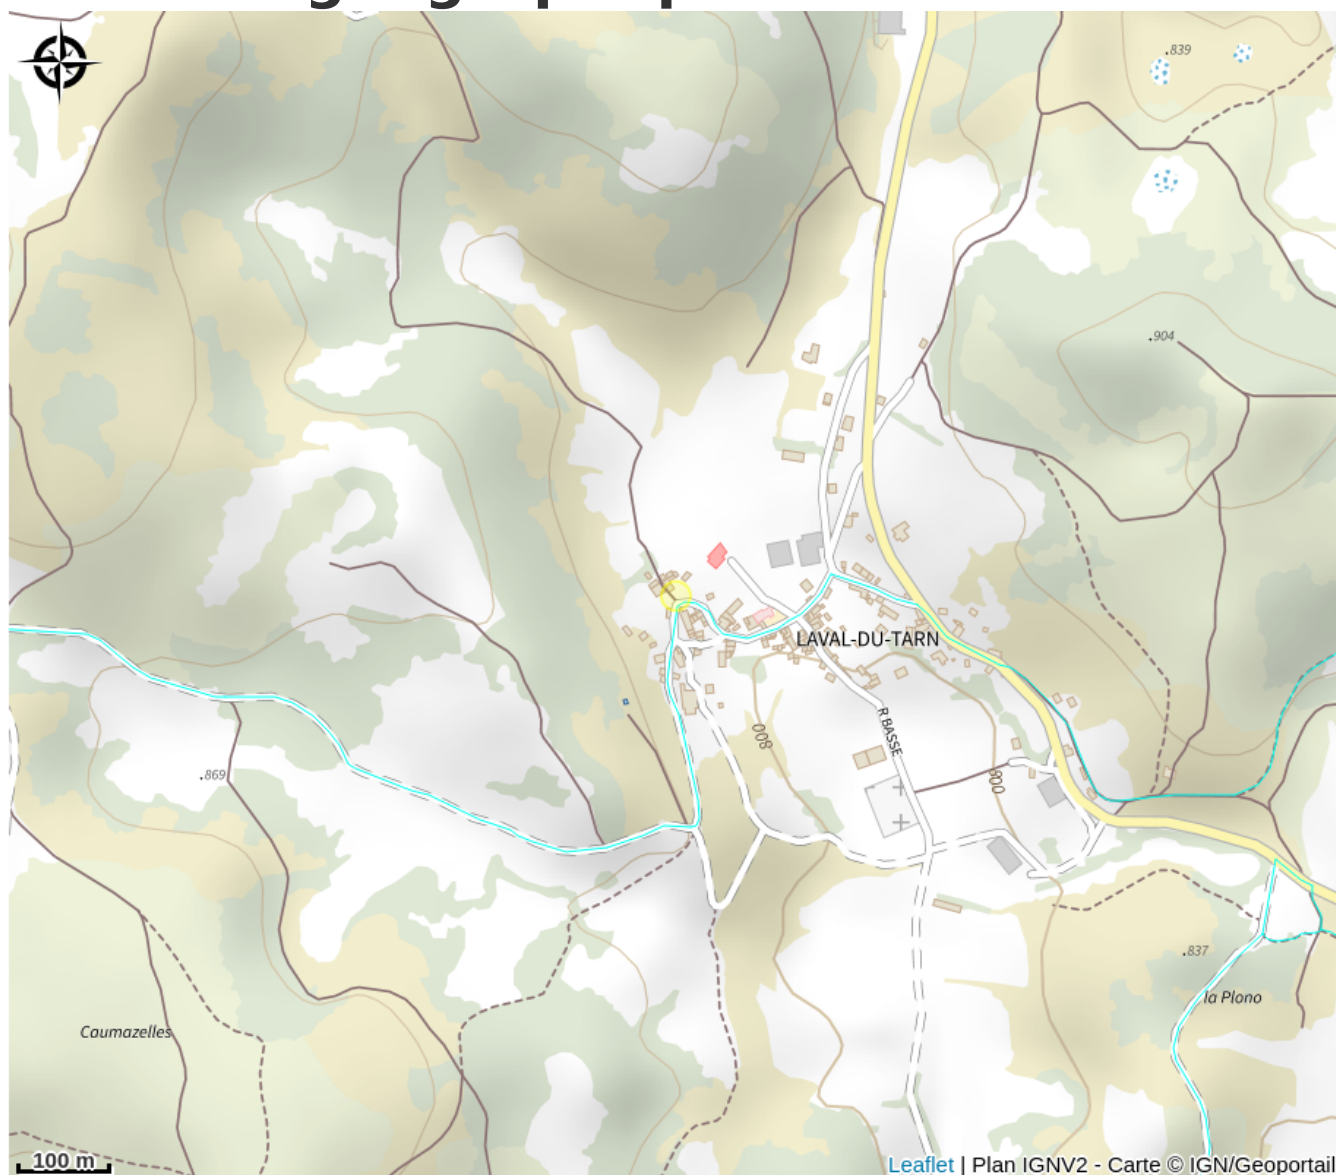 .839
.904
LAVAL-DU-TARN
R BASSE
800
800
.869
.837
la Plono
Caumazelles
100 m
Leaflet | Plan IGNV2 - Carte © IGN/Geoportail